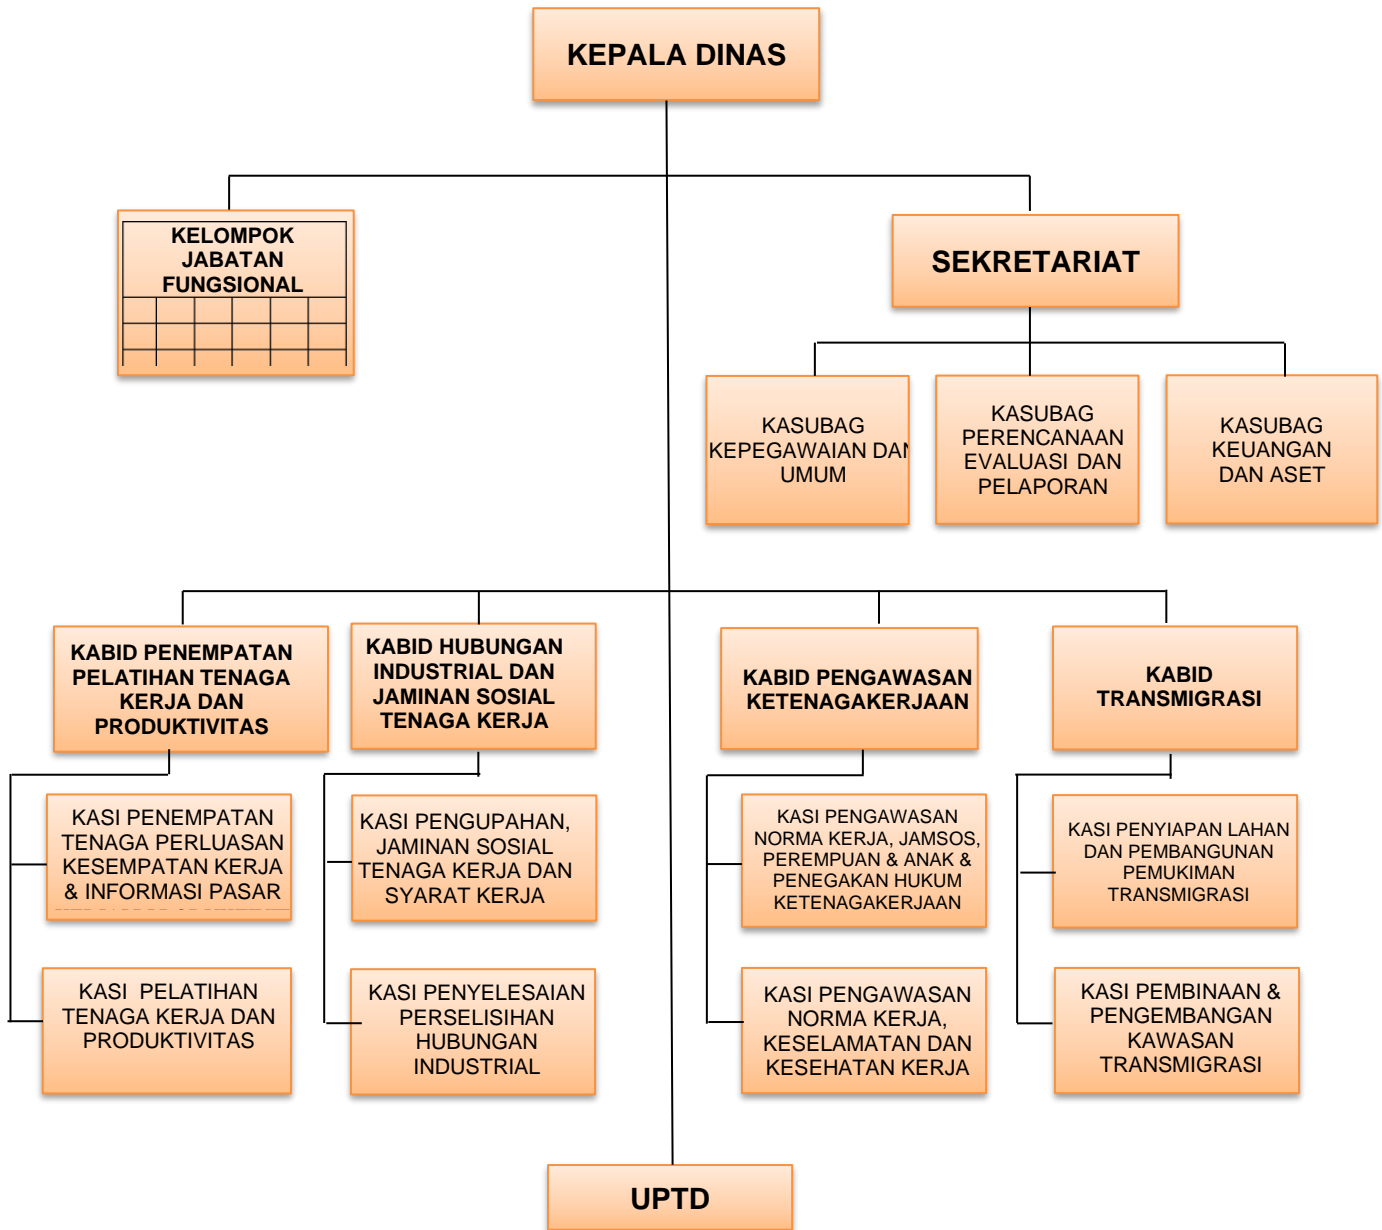 KEPALA DINAS
KELOMPOK
JABATAN
FUNGSIONAL
SEKRETARIAT
KASUBAG
KEPEGAWAIAN DAN
UMUM
KASUBAG
PERENCANAAN
EVALUASI DAN
PELAPORAN
KASUBAG
KEUANGAN
DAN ASET
KABID PENEMPATAN
PELATIHAN TENAGA
KERJA DAN
PRODUKTIVITAS
KABID HUBUNGAN
INDUSTRIAL DAN
JAMINAN SOSIAL
TENAGA KERJA
KABID PENGAWASAN
KETENAGAKERJAAN
KABID
TRANSMIGRASI
KASI PENEMPATAN
TENAGA PERLUASAN
KESEMPATAN KERJA
& INFORMASI PASAR
KASI PENGUPAHAN,
JAMINAN SOSIAL
TENAGA KERJA DAN
SYARAT KERJA
KASI PENGAWASAN
NORMA KERJA, JAMSOS,
PEREMPUAN & ANAK &
PENEGAKAN HUKUM
KETENAGAKERJAAN
KASI PENYIAPAN LAHAN
DAN PEMBANGUNAN
PEMUKIMAN
TRANSMIGRASI
KASI PELATIHAN
TENAGA KERJA DAN
PRODUKTIVITAS
KASI PENYELESAIAN
PERSELISIHAN
HUBUNGAN
INDUSTRIAL
KASI PENGAWASAN
NORMA KERJA,
KESELAMATAN DAN
KESEHATAN KERJA
KASI PEMBINAAN &
PENGEMBANGAN
KAWASAN
TRANSMIGRASI
UPTD